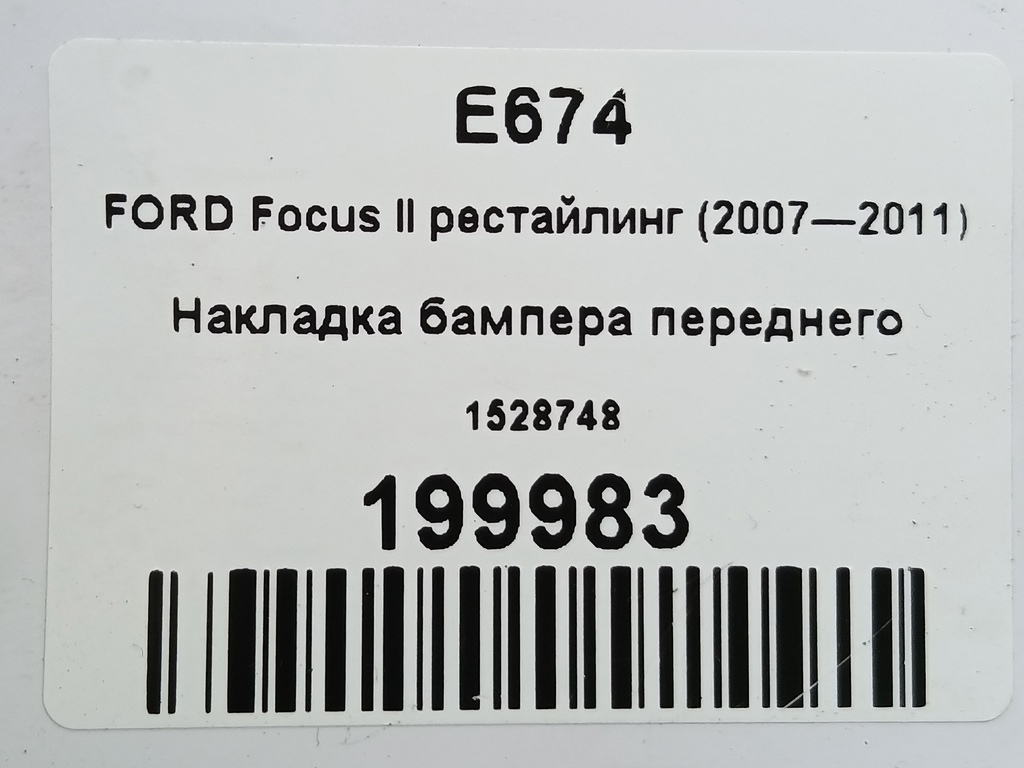 E674
FORD Focus II рестайлинг (2007—2011)
Накладка бампера переднего
1528748
199983